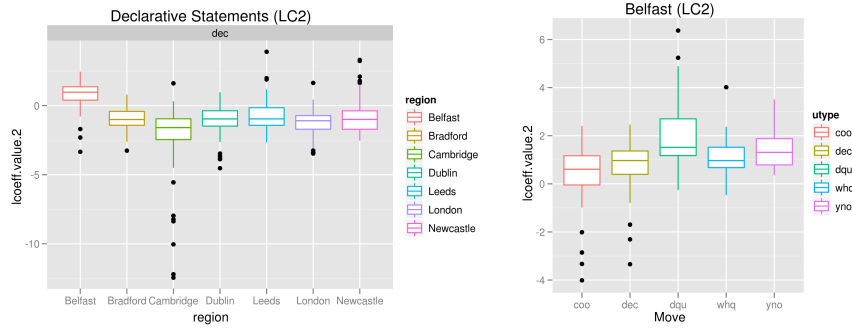 Declarative Statements (LC2)
dec
lcoeff.value.2
0
-5
-10
Belfast Bradford Cambridge Dublin Leeds London Newcastle
region
region
Belfast
Bradford
Cambridge
Dublin
Leeds
London
Newcastle
Belfast (LC2)
lcoeff.value.2
6
4
2
0
-2
-4
coo dec dqu whq yno
Move
utype
coo
dec
dqu
whq
yno